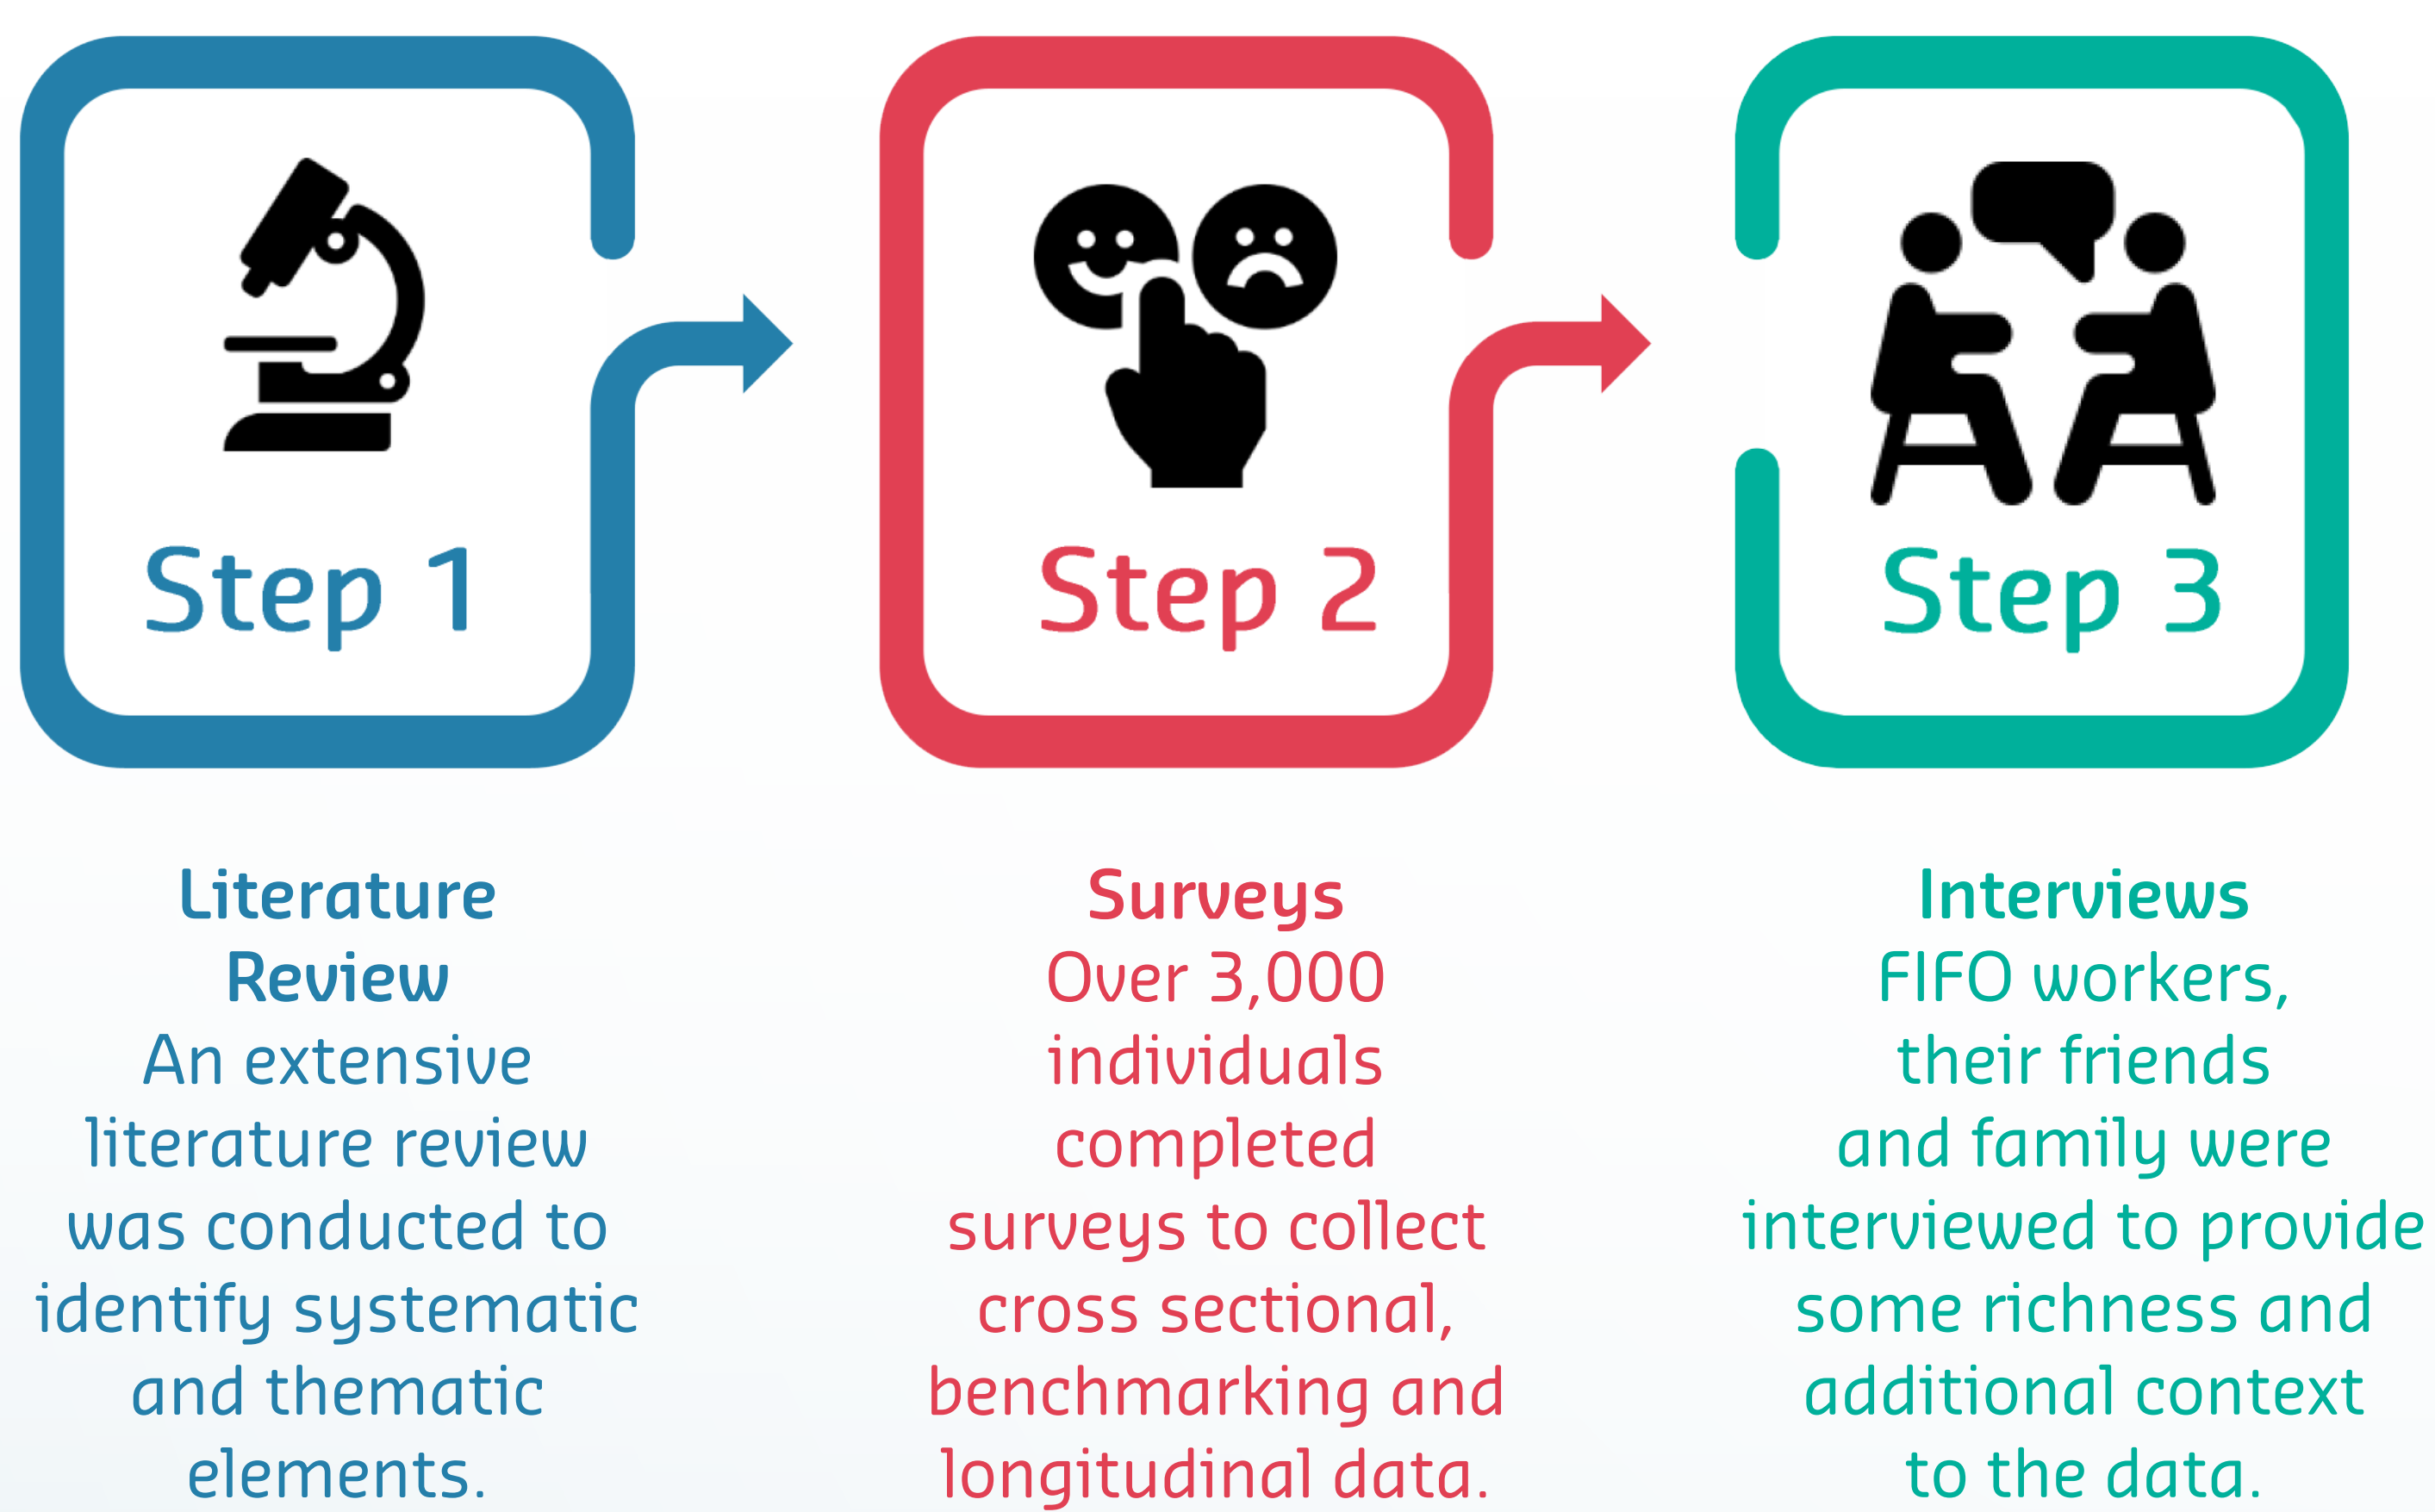 Step 1
Step 2
Step 3
Literature
Review
An extensive
literature review
was conducted to
identify systematic
and thematic
elements.
Surveys
Over 3,000
individuals
completed
surveys to collect
cross sectional,
benchmarking and
longitudinal data.
Interviews
FIFO workers,
their friends
and family were
interviewed to provide
some richness and
additional context
to the data.